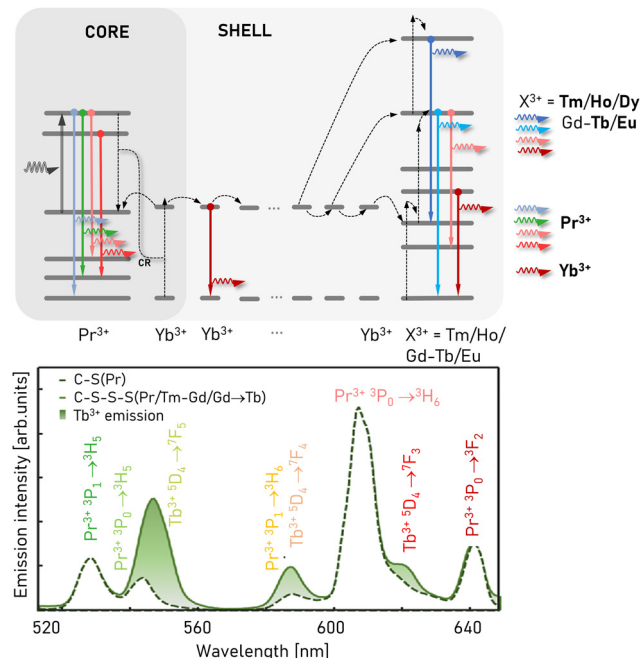 CORE
SHELL
X³⁺ = Tm/Ho/Dy
Gd-Tb/Eu
Pr³⁺
Yb³⁺
CR
...
...
Pr³⁺
Yb³⁺
Yb³⁺
...
Yb³⁺
X³⁺ = Tm/Ho/
Gd-Tb/Eu
C-S(Pr)
C-S-S-S(Pr/Tm-Gd/Gd→Tb)
Tb³⁺ emission
Pr³⁺ ³P₀→³H₆
Pr³⁺ ³P₁→³H₅
Pr³⁺ ³P₀→³H₅
Tb³⁺ ⁵D₄→⁷F₅
Pr³⁺ ³P₁→³H₆
Tb³⁺ ⁵D₄→⁷F₄
Tb³⁺ ⁵D₄→⁷F₃
Pr³⁺ ³P₀→³F₂
Emission intensity [arb.units]
520
560
600
640
Wavelength [nm]